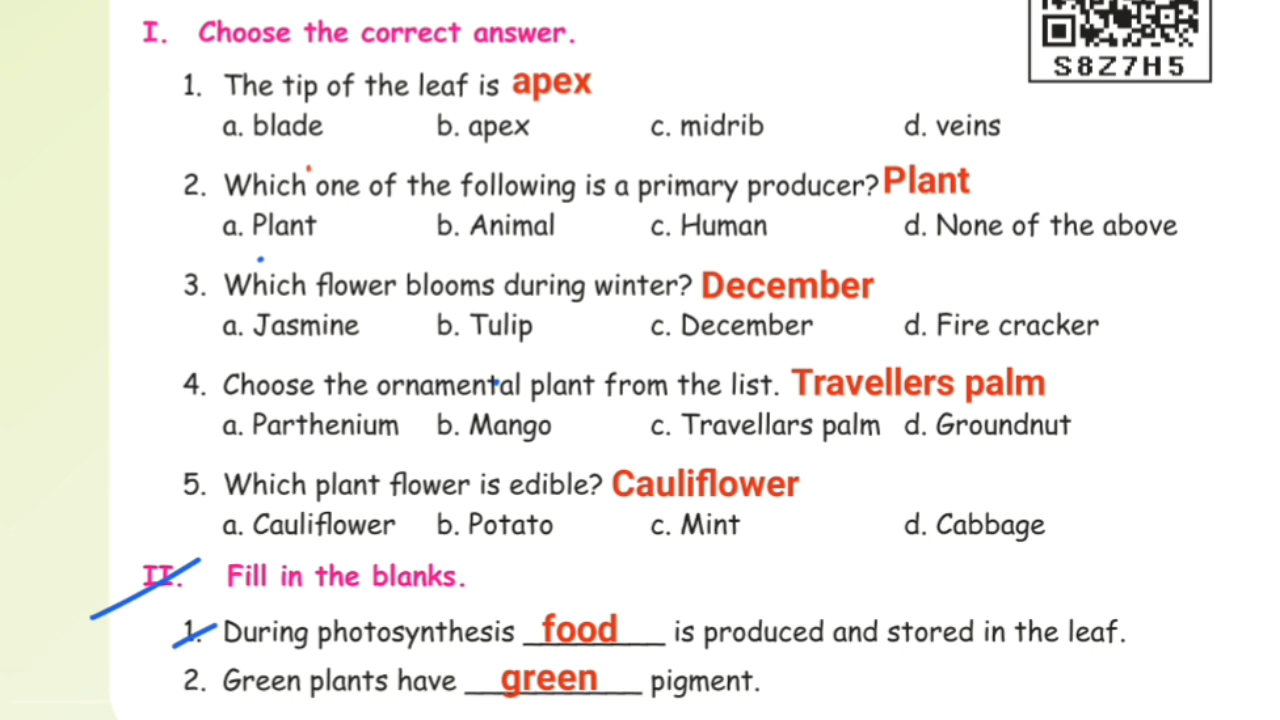 I. Choose the correct answer.
S8Z7H5
1. The tip of the leaf is apex
a. blade b. apex c. midrib d. veins
2. Which one of the following is a primary producer? Plant
a. Plant b. Animal c. Human d. None of the above
3. Which flower blooms during winter? December
a. Jasmine b. Tulip c. December d. Fire cracker
4. Choose the ornamental plant from the list. Travellers palm
a. Parthenium b. Mango c. Travellars palm d. Groundnut
5. Which plant flower is edible? Cauliflower
a. Cauliflower b. Potato c. Mint d. Cabbage
II. Fill in the blanks.
1. During photosynthesis food is produced and stored in the leaf.
2. Green plants have green pigment.